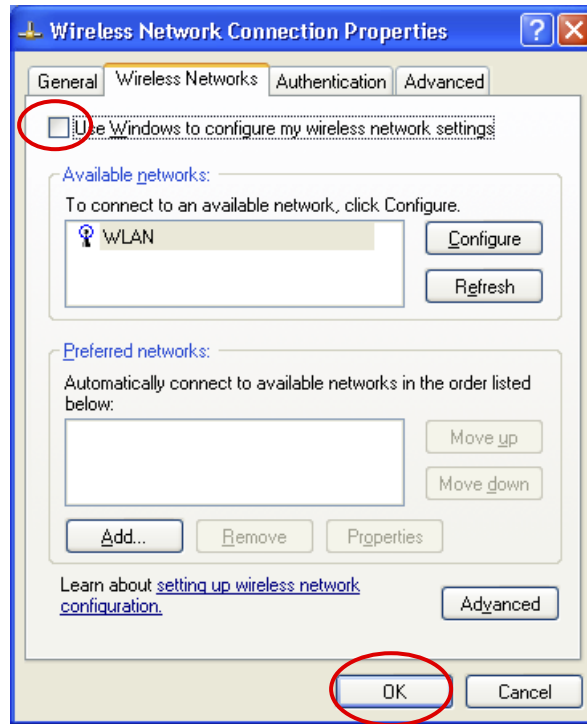 Wireless Network Connection Properties
General Wireless Networks Authentication Advanced
Use Windows to configure my wireless network settings
Available networks:
To connect to an available network, click Configure.
WLAN
Configure
Refresh
Preferred networks:
Automatically connect to available networks in the order listed
below:
Move up
Move down
Add... Remove Properties
Learn about setting up wireless network
configuration.
Advanced
OK Cancel